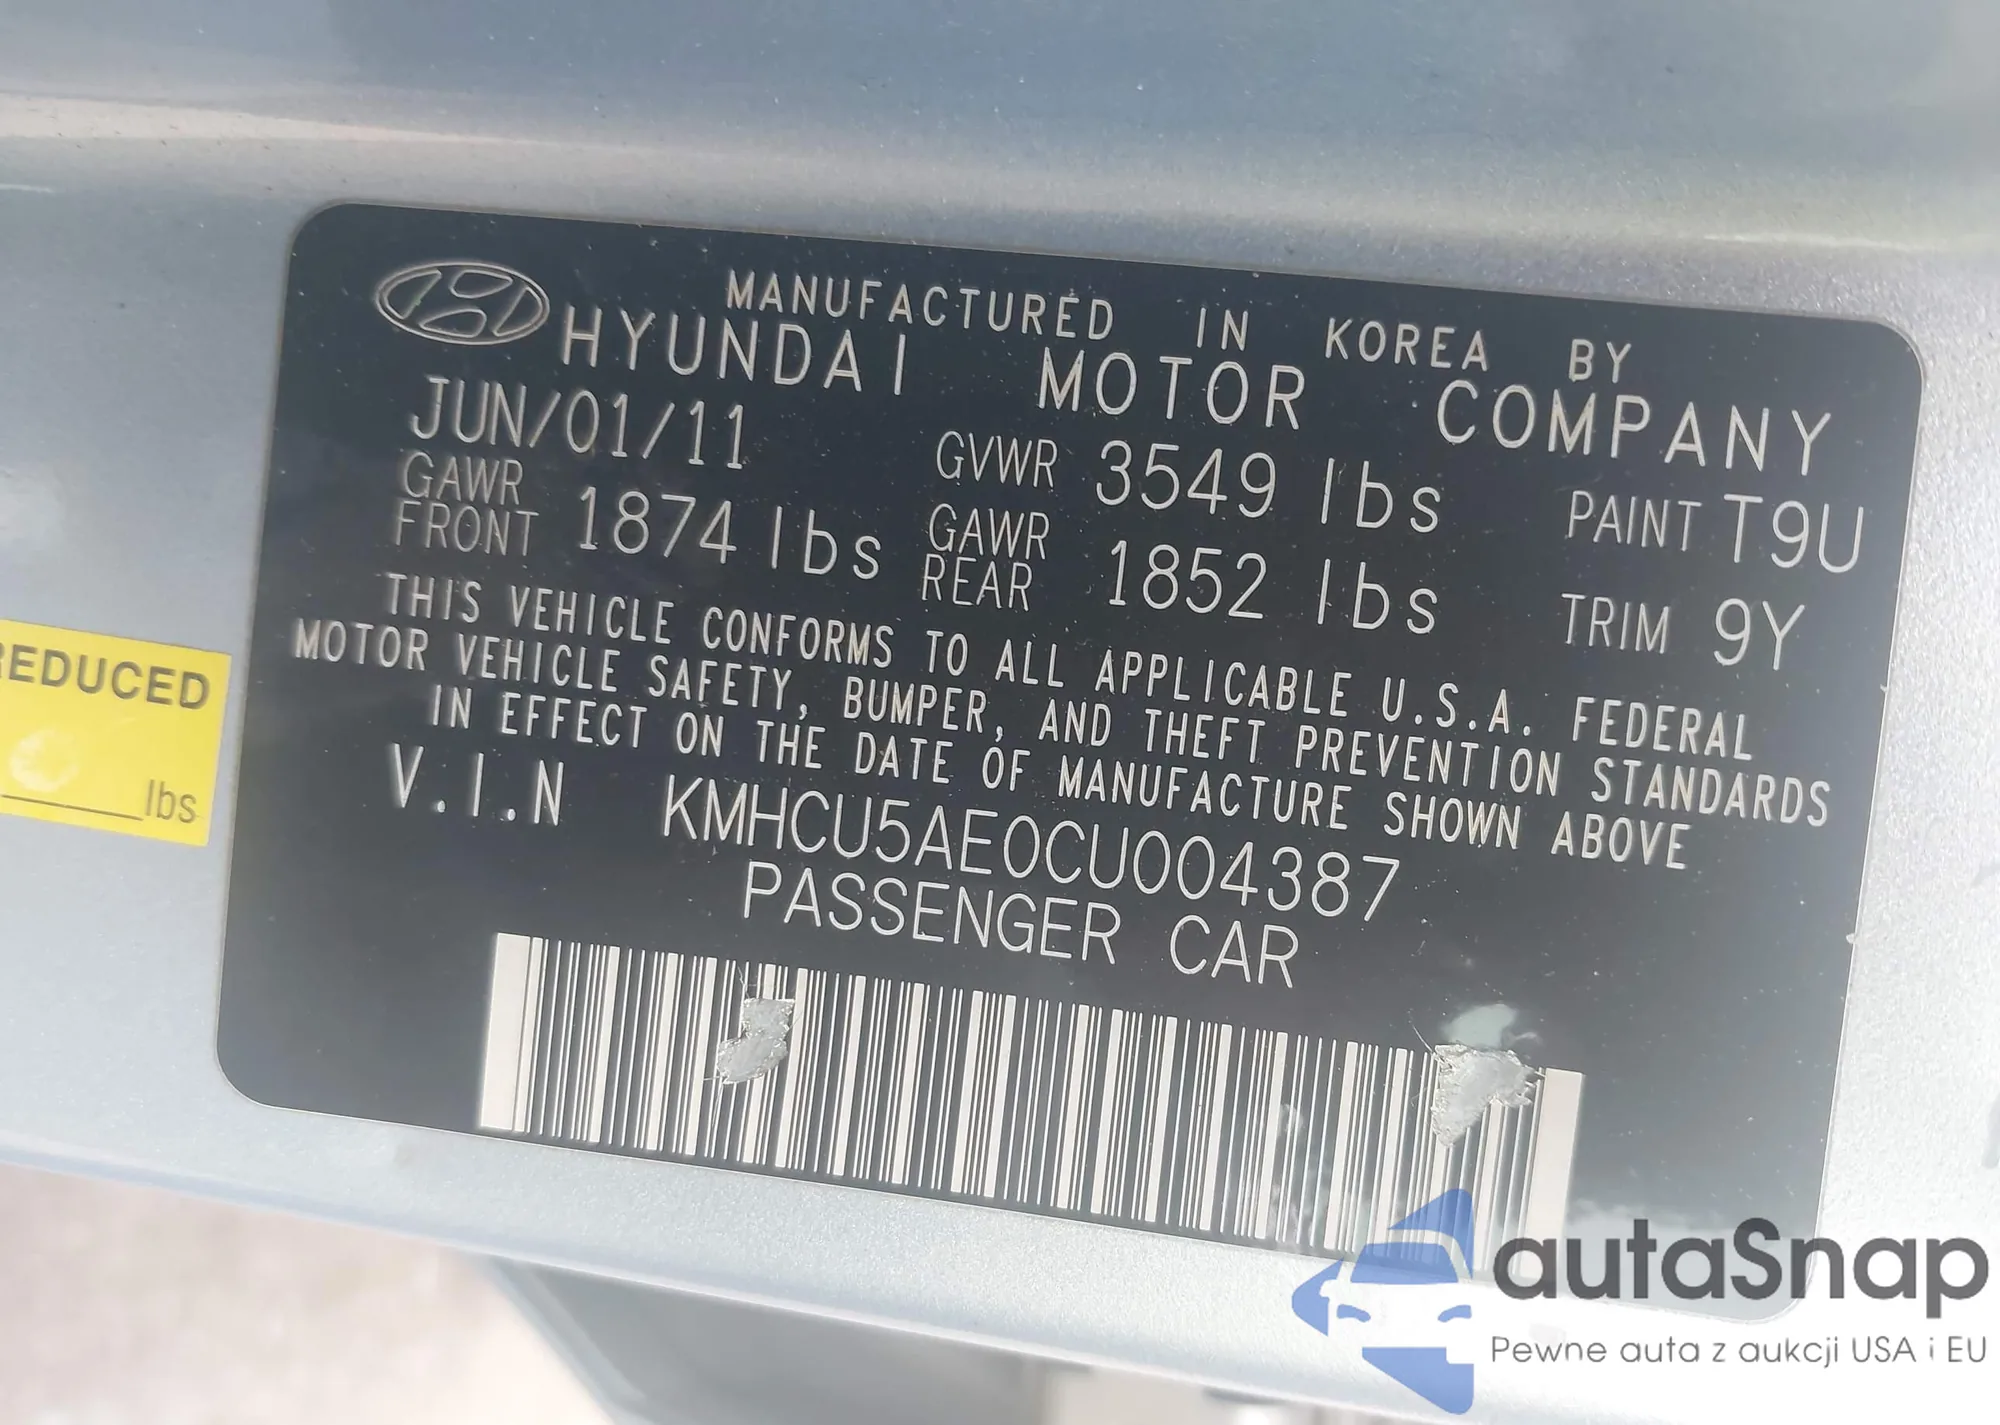 MANUFACTURED IN KOREA BY
HYUNDAI MOTOR COMPANY
JUN/01/11 GVWR 3549 lbs PAINT T9U
GAWR FRONT 1874 lbs GAWR REAR 1852 lbs TRIM 9Y
THIS VEHICLE CONFORMS TO ALL APPLICABLE U.S.A. FEDERAL
MOTOR VEHICLE SAFETY, BUMPER, AND THEFT PREVENTION STANDARDS
IN EFFECT ON THE DATE OF MANUFACTURE SHOWN ABOVE
V.I.N KMHCU5AE0CU004387
PASSENGER CAR
REDUCED
lbs
autaSnap
Pewne auta z aukcji USA i EU